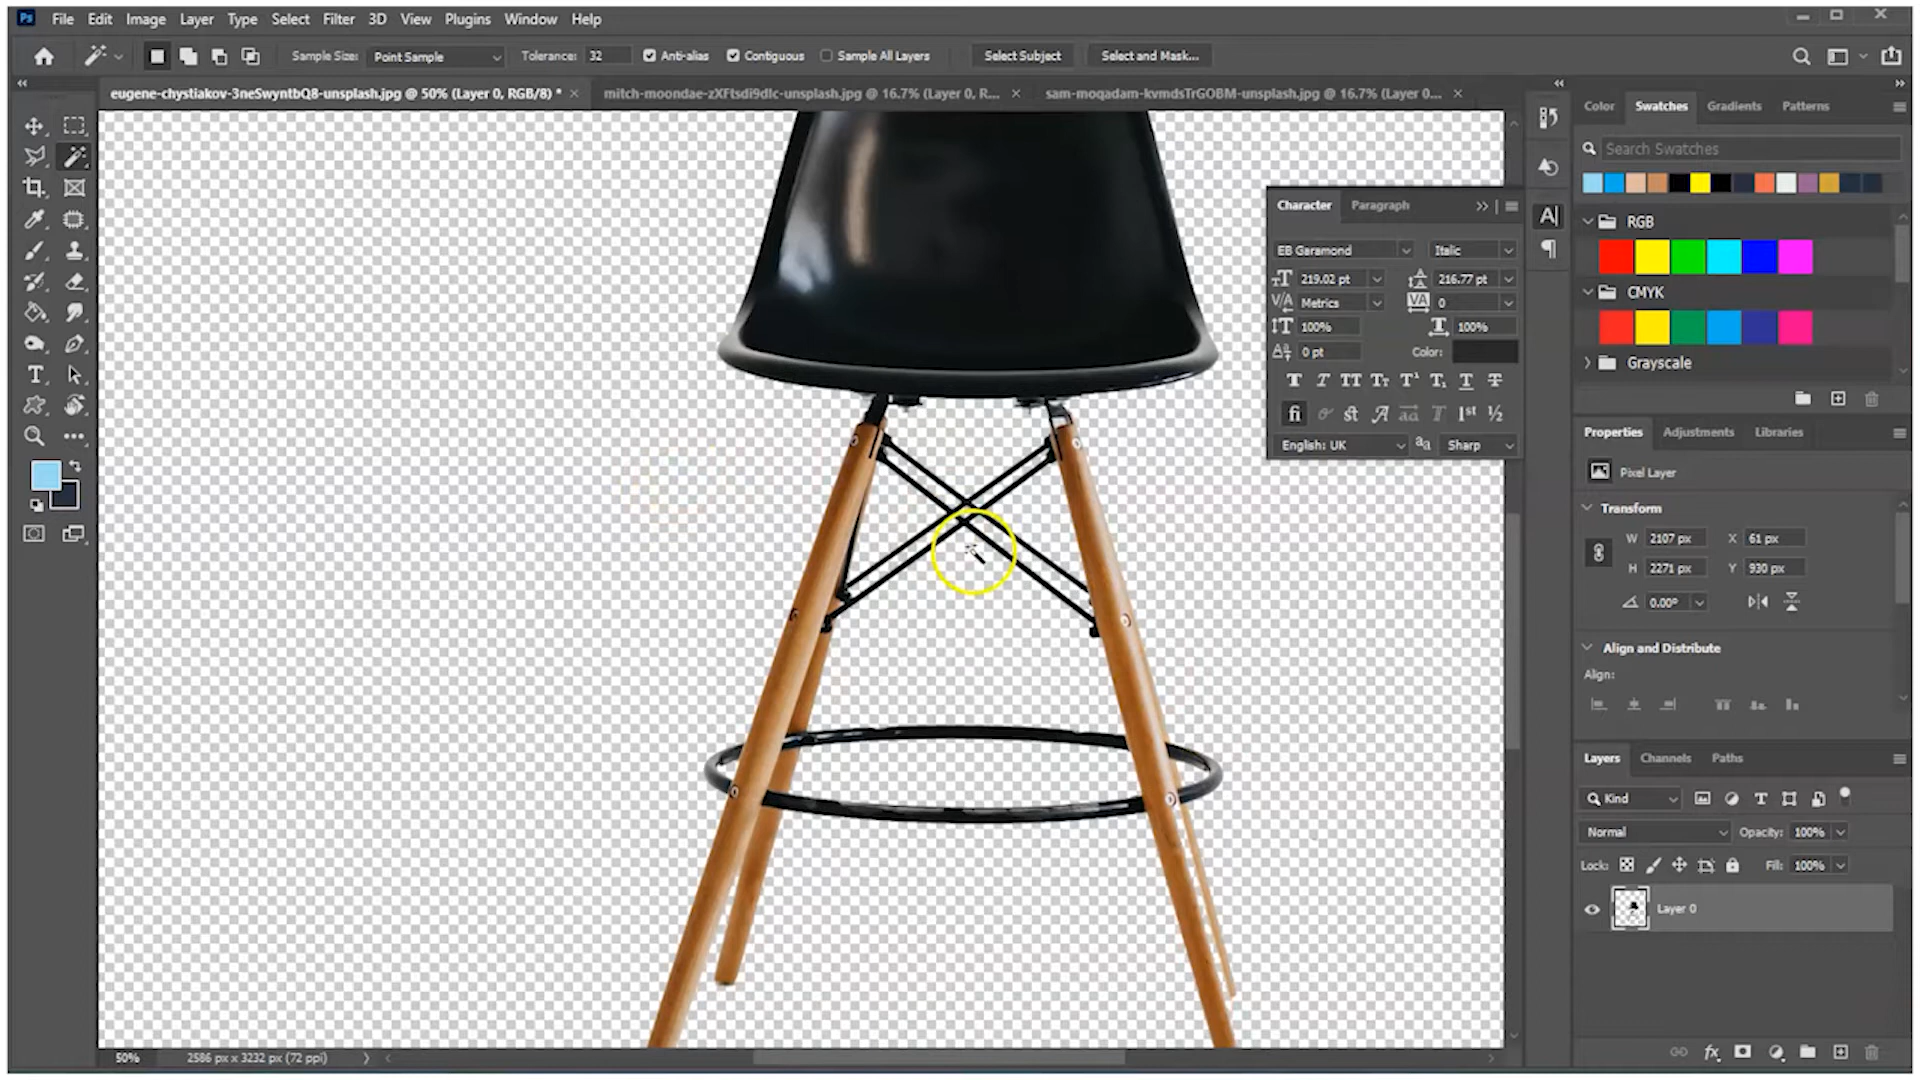 Ps File Edit Image Layer Type Select Filter 3D View Plugins Window Help
Sample Size: Point Sample Tolerance: 32 Anti-alias Contiguous Sample All Layers Select Subject Select and Mask...
eugene-chystiakov-3neSwyntbQ8-unsplash.jpg @ 50% (Layer 0, RGB/8) * mitch-moondae-zXFtsdi9dIc-unsplash.jpg @ 16.7% (Layer 0, R... sam-moqadam-kvmdsTrGOBM-unsplash.jpg @ 16.7% (Layer 0...
Color Swatches Gradients Patterns
Search Swatches
RGB
CMYK
Grayscale
Character Paragraph
EB Garamond Italic
219.02 pt 216.77 pt
Metrics 0
100% 100%
0 pt Color:
English: UK Sharp
Properties Adjustments Libraries
Pixel Layer
Transform
W 2107 px X 61 px
H 2271 px Y 930 px
0.00°
Align and Distribute
Align:
Layers Channels Paths
Kind
Normal Opacity: 100%
Lock: Fill: 100%
Layer 0
50% 2586 px x 3232 px (72 ppi)